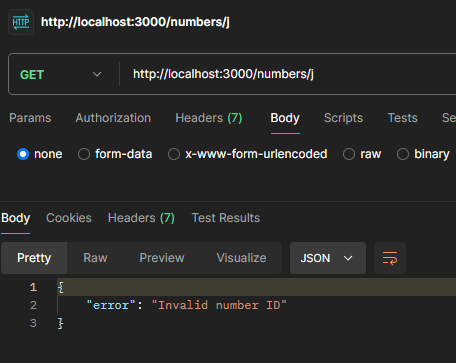 HTTP http://localhost:3000/numbers/j
GET http://localhost:3000/numbers/j
Params Authorization Headers (7) Body Scripts Tests Se
none form-data x-www-form-urlencoded raw binary
Body Cookies Headers (7) Test Results
Pretty Raw Preview Visualize JSON
1 {
2 "error": "Invalid number ID"
3 }